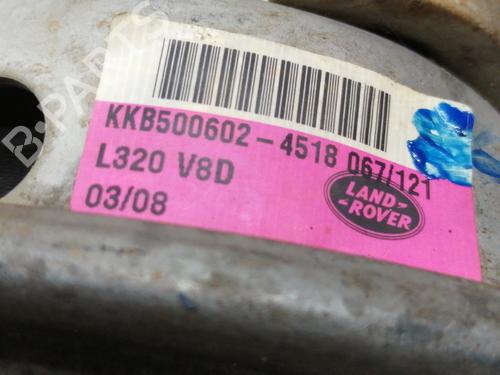 B-PARTS
KKB500602-4518 067/121
L320 V8D
03/08
LAND-
-ROVER